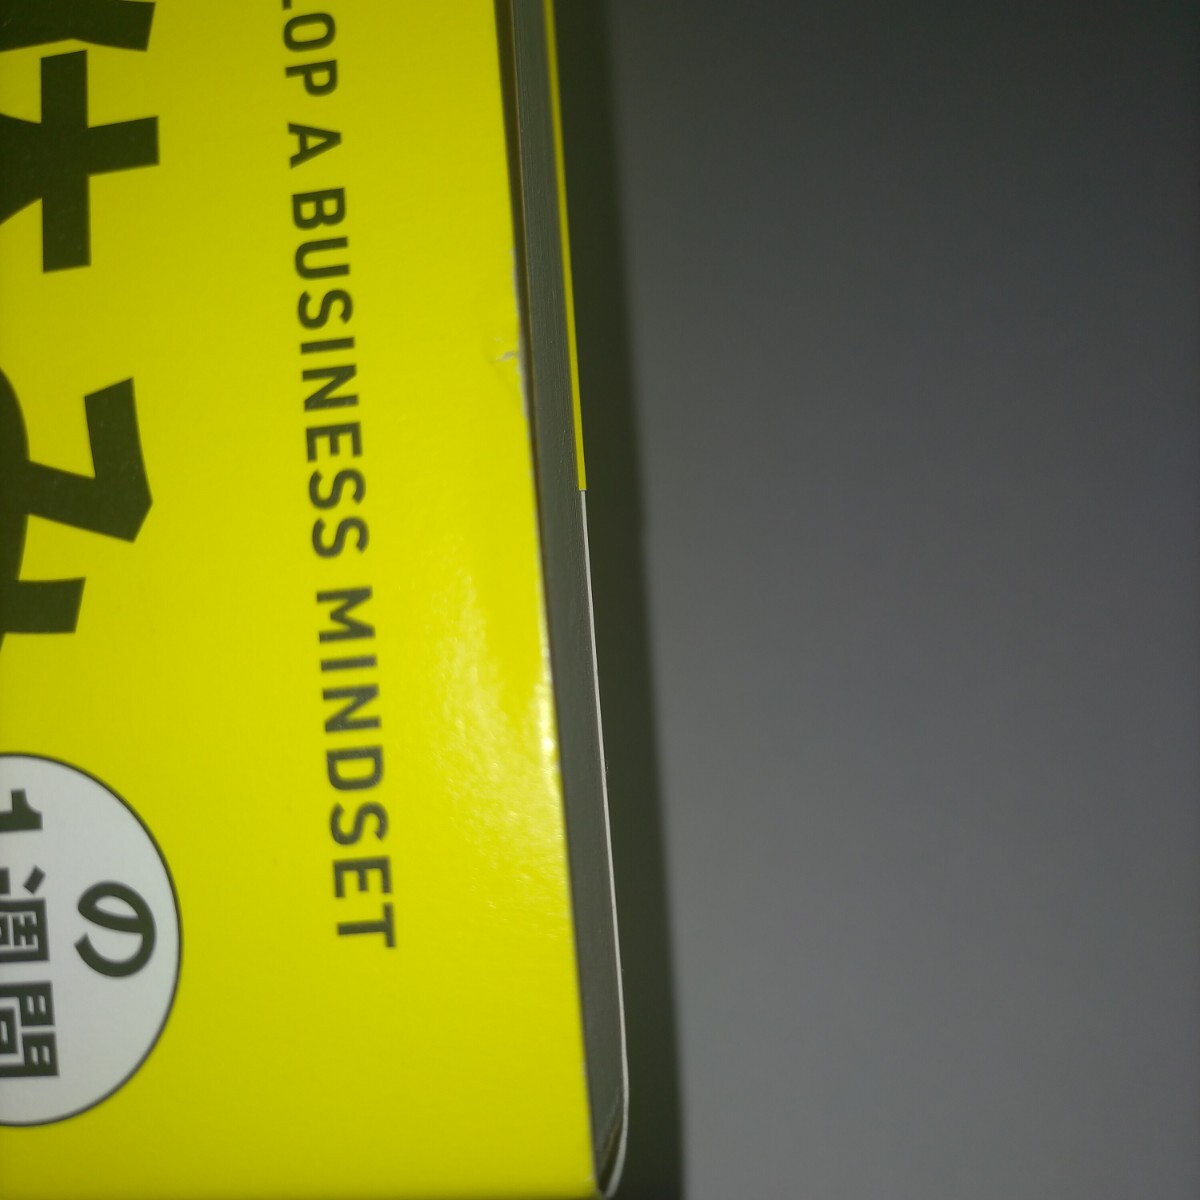 LOP A BUSINESS MINDSET
の
1週間